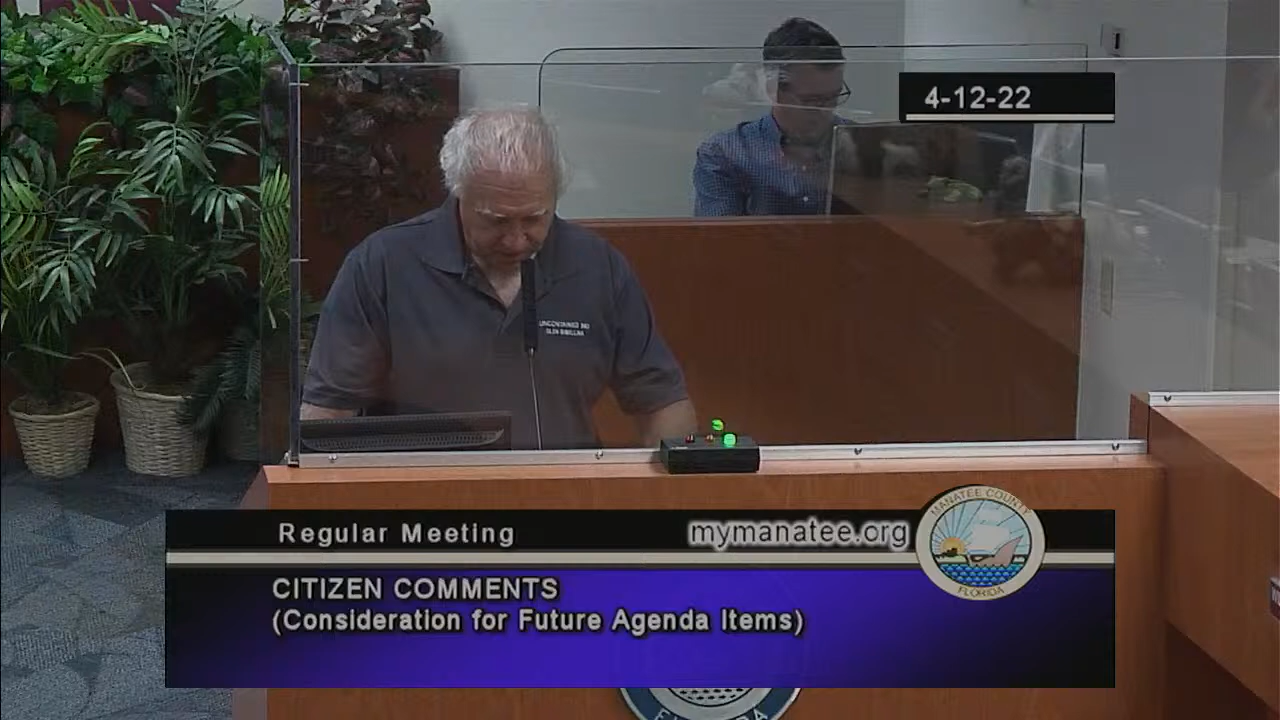 4-12-22
Regular Meeting
mymanatee.org
MANATEE COUNTY
FLORIDA
CITIZEN COMMENTS
(Consideration for Future Agenda Items)